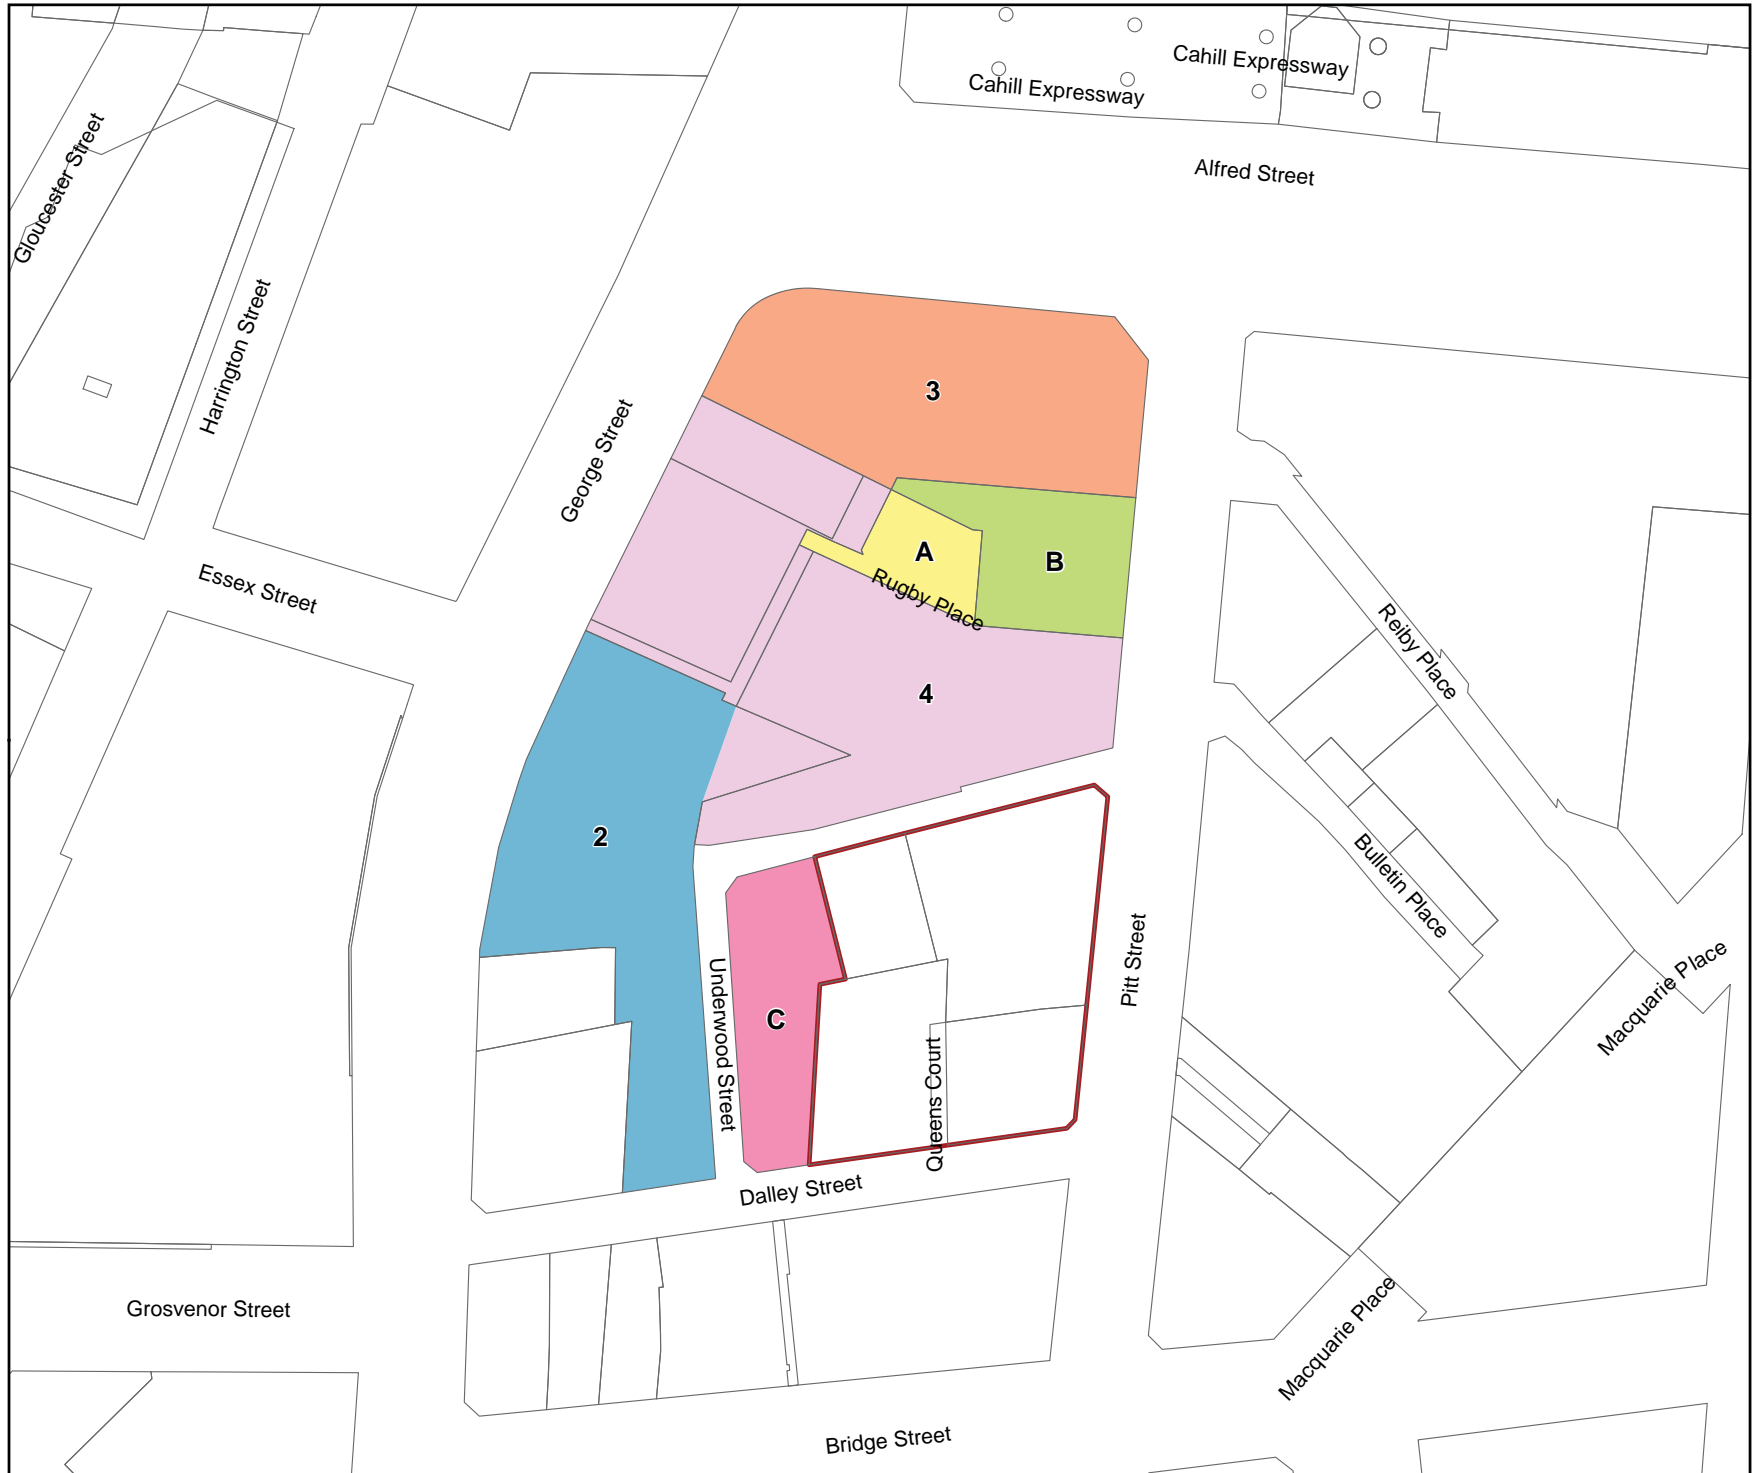 Cahill Expressway
Cahill Expressway
Alfred Street
Gloucester Street
Harrington Street
George Street
3
A
B
Rugby Place
Essex Street
Reiby Place
4
2
Bulletin Place
Pitt Street
Macquarie Place
Underwood Street
C
Queens Court
Dalley Street
Grosvenor Street
Macquarie Place
Bridge Street